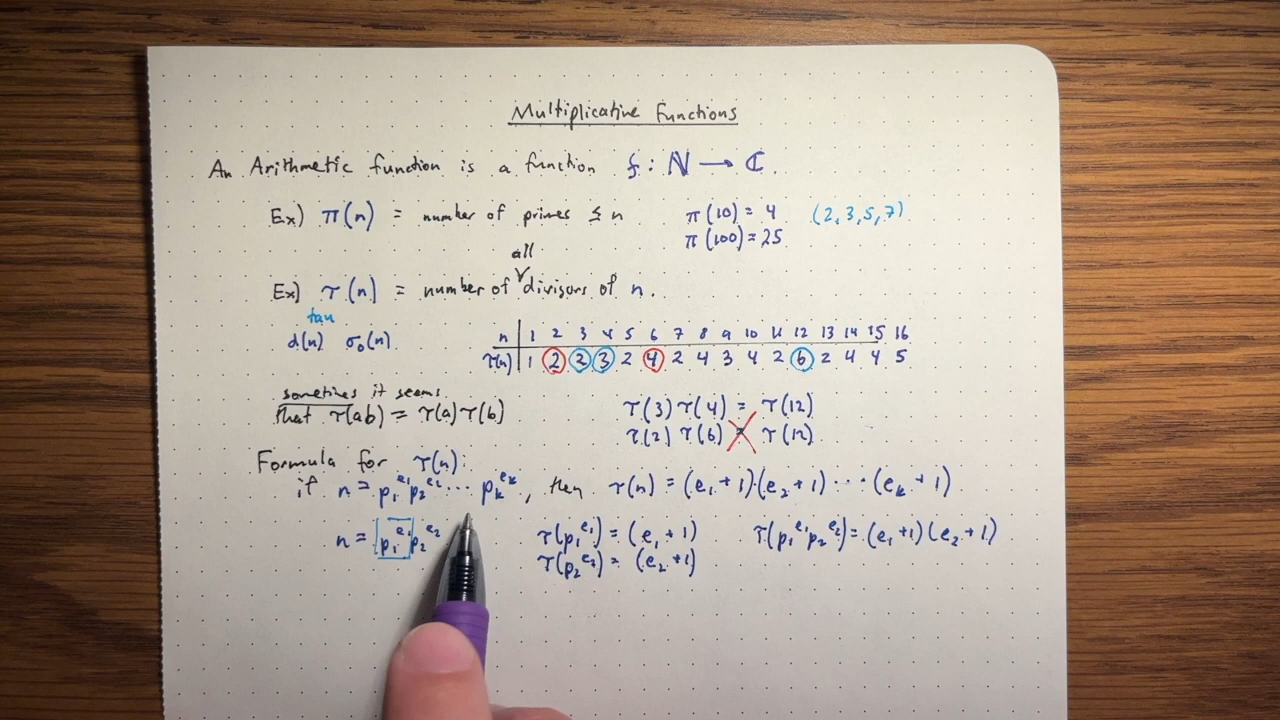 Multiplicative Functions
An Arithmetic function is a function f : ℕ → ℂ.
Ex) π(n) = number of primes ≤ n π(10) = 4 (2,3,5,7)
π(100) = 25
all
Ex) τ(n) = number of ∨ divisors of n.
tau
d(n) σ₀(n)
n | 1 2 3 4 5 6 7 8 9 10 11 12 13 14 15 16
τ(n) | 1 2 2 3 2 4 2 4 3 4 2 6 2 4 4 5
sometimes it seems
that τ(ab) = τ(a)τ(b)
τ(3)τ(4) = τ(12)
τ(2) τ(6) = τ(12)
Formula for τ(n):
if n = p₁^e₁ p₂^e₂ ... pₖ^eₖ, then τ(n) = (e₁+1)·(e₂+1) ... (eₖ+1)
n = p₁^e₁ p₂^e₂ τ(p₁^e₁) = (e₁+1) τ(p₁^e₁ p₂^e₂) = (e₁+1)(e₂+1)
τ(p₂^e₂) = (e₂+1)